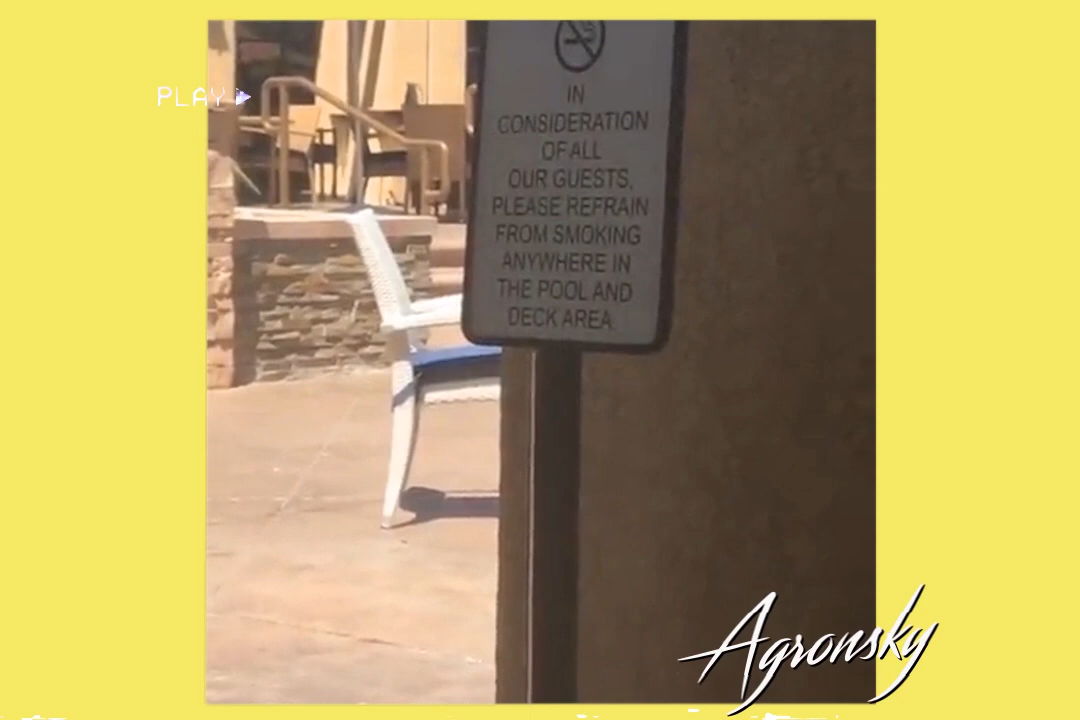 PLAY
IN
CONSIDERATION
OF ALL
OUR GUESTS,
PLEASE REFRAIN
FROM SMOKING
ANYWHERE IN
THE POOL AND
DECK AREA.
Agronsky